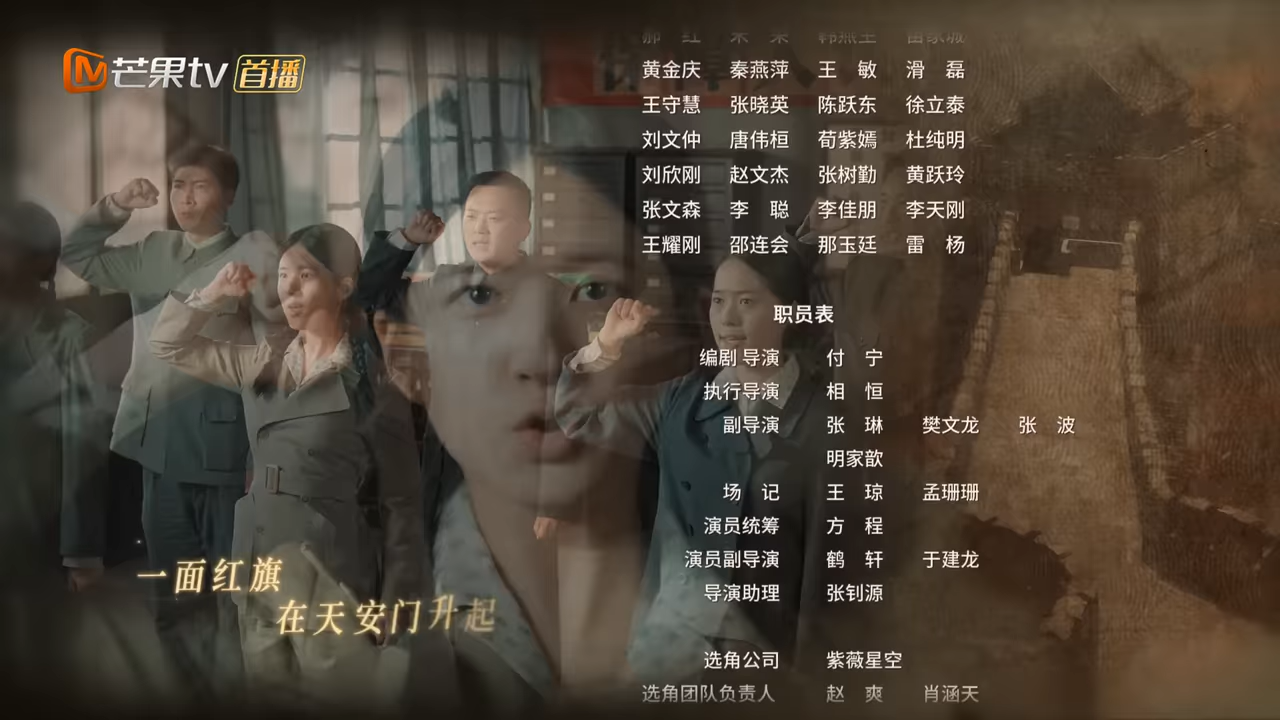 芒果tv 首播
黄金庆 秦燕萍 王 敏 滑 磊
王守慧 张晓英 陈跃东 徐立泰
刘文仲 唐伟桓 荀紫嫣 杜纯明
刘欣刚 赵文杰 张树勤 黄跃玲
张文森 李 聪 李佳朋 李天刚
王耀刚 邵连会 那玉廷 雷 杨
职员表
编剧 导演 付 宁
执行导演 相 恒
副导演 张 琳 樊文龙 张 波
明家歆
场 记 王 琼 孟珊珊
演员统筹 方 程
演员副导演 鹤 轩 于建龙
导演助理 张钊源
选角公司 紫薇星空
选角团队负责人 赵 爽 肖涵天
一面红旗
在天安门升起